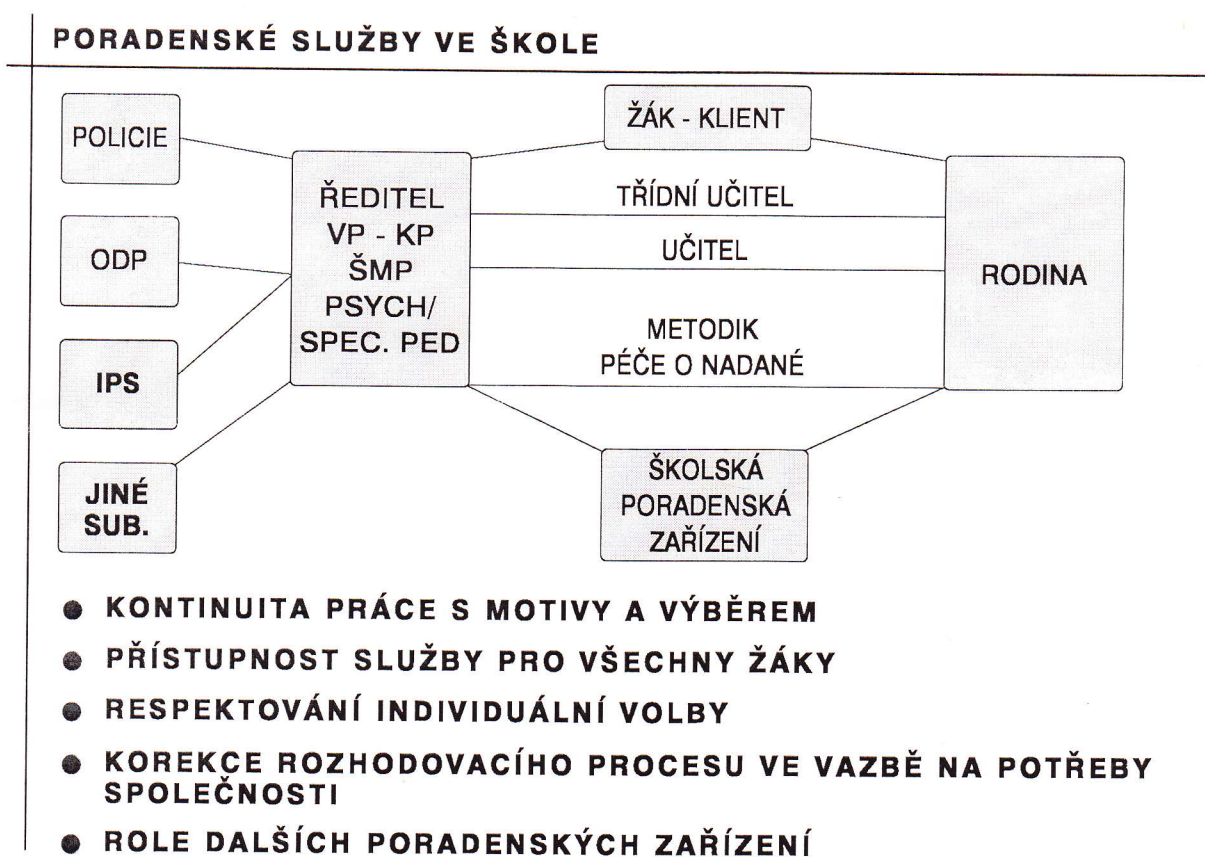 PORADENSKÉ SLUŽBY VE ŠKOLE
POLICIE
ODP
IPS
JINÉ
SUB.
ŘEDITEL
VP - KP
ŠMP
PSYCH/
SPEC. PED
ŽÁK - KLIENT
TŘÍDNÍ UČITEL
UČITEL
METODIK
PÉČE O NADANÉ
ŠKOLSKÁ
PORADENSKÁ
ZAŘÍZENÍ
RODINA
● KONTINUITA PRÁCE S MOTIVY A VÝBĚREM
● PŘÍSTUPNOST SLUŽBY PRO VŠECHNY ŽÁKY
● RESPEKTOVÁNÍ INDIVIDUÁLNÍ VOLBY
● KOREKCE ROZHODOVACÍHO PROCESU VE VAZBĚ NA POTŘEBY
SPOLEČNOSTI
● ROLE DALŠÍCH PORADENSKÝCH ZAŘÍZENÍ